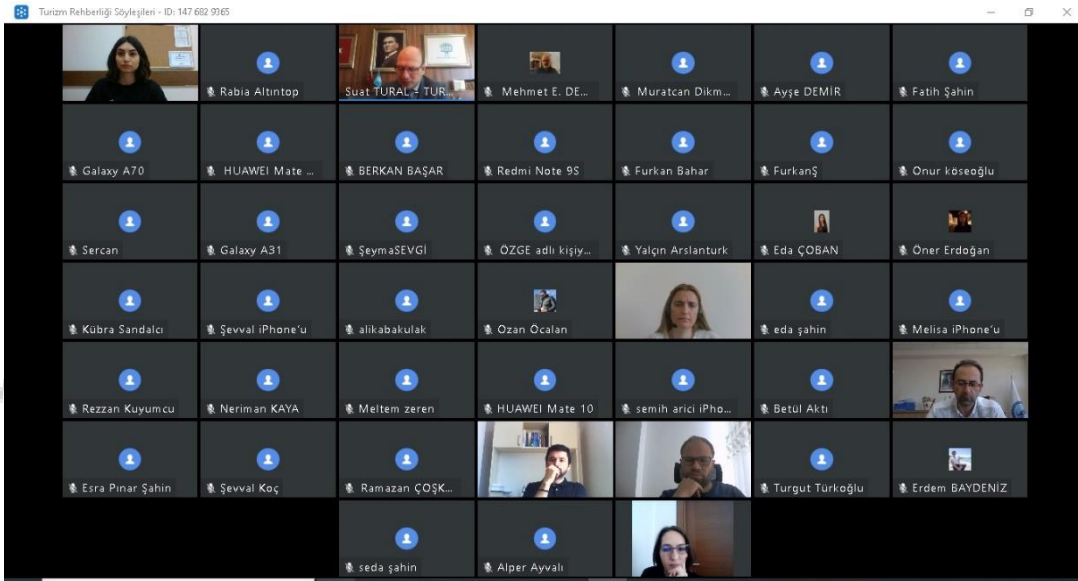 Turizm Rehberliği Söyleşileri - ID: 147 682 9365
Rabia Altıntop
Suat TURAL - TUR...
Mehmet E. DE...
Muratcan Dikm...
Ayşe DEMİR
Fatih Şahin
Galaxy A70
HUAWEI Mate ...
BERKAN BAŞAR
Redmi Note 9S
Furkan Bahar
FurkanŞ
Onur köseoğlu
Sercan
Galaxy A31
ŞeymaSEVGİ
ÖZGE adlı kişiy...
Yalçın Arslanturk
Eda ÇOBAN
Öner Erdoğan
Kübra Sandalcı
Şevval iPhone'u
alikabakulak
Ozan Öcalan
eda şahin
Melisa iPhone'u
Rezzan Kuyumcu
Neriman KAYA
Meltem zeren
HUAWEI Mate 10
semih arici iPho...
Betül Aktı
Esra Pınar Şahin
Şevval Koç
Ramazan ÇOŞK...
Turgut Türkoğlu
Erdem BAYDENİZ
seda şahin
Alper Ayvalı